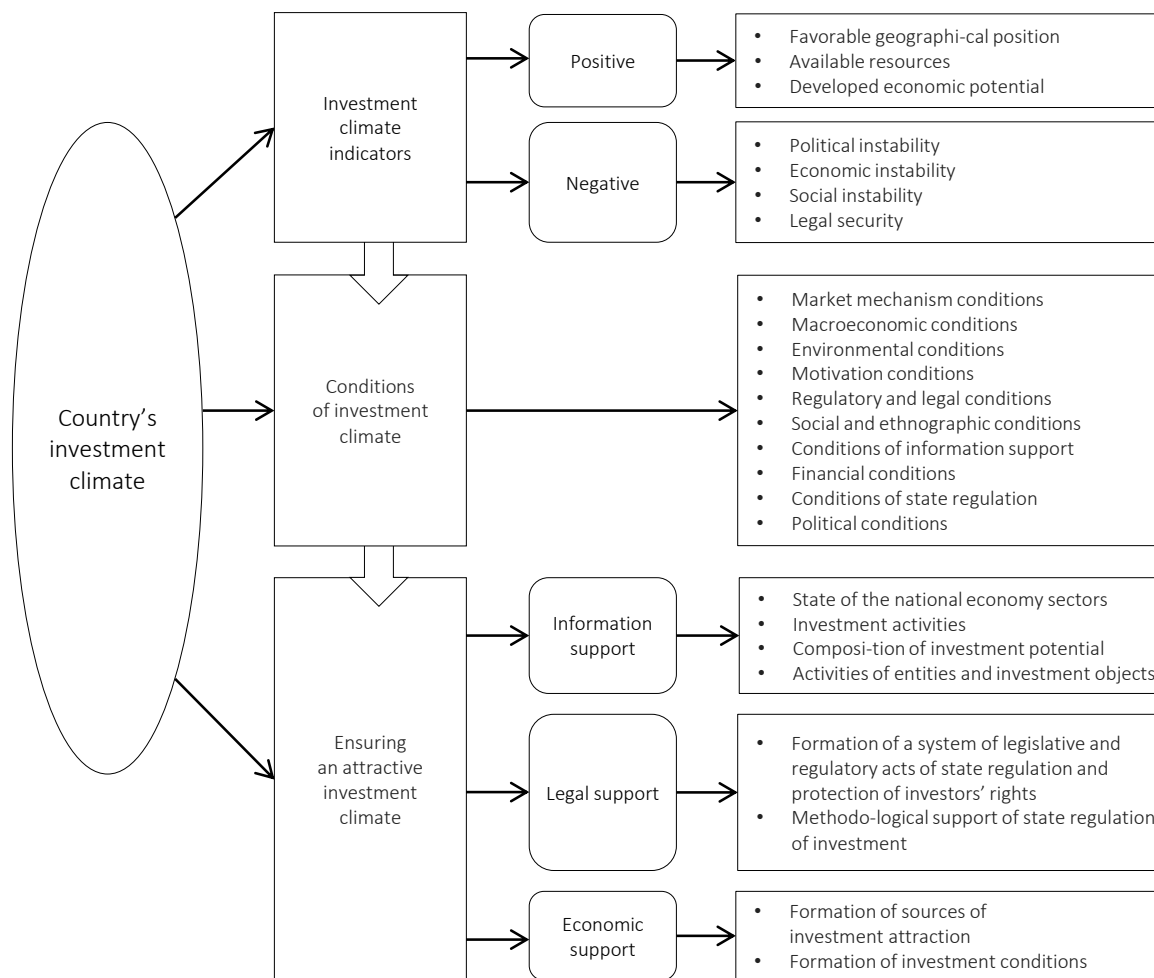 Country's
investment
climate
Investment
climate
indicators
Positive
• Favorable geographi-cal position
• Available resources
• Developed economic potential
Negative
• Political instability
• Economic instability
• Social instability
• Legal security
Conditions
of investment
climate
• Market mechanism conditions
• Macroeconomic conditions
• Environmental conditions
• Motivation conditions
• Regulatory and legal conditions
• Social and ethnographic conditions
• Conditions of information support
• Financial conditions
• Conditions of state regulation
• Political conditions
Ensuring
an attractive
investment
climate
Information
support
• State of the national economy sectors
• Investment activities
• Composi-tion of investment potential
• Activities of entities and investment objects
Legal support
• Formation of a system of legislative and
regulatory acts of state regulation and
protection of investors' rights
• Methodo-logical support of state regulation
of investment
Economic
support
• Formation of sources of
investment attraction
• Formation of investment conditions